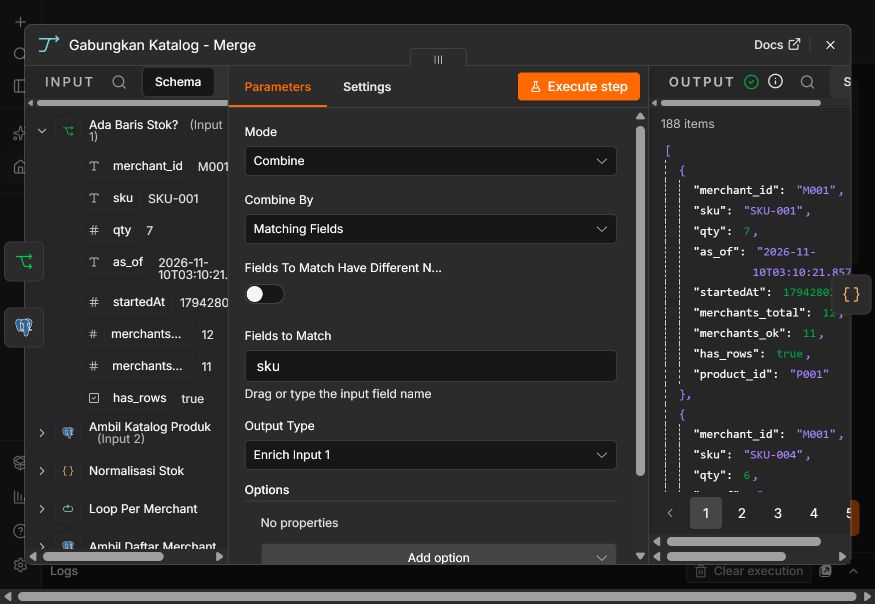 Gabungkan Katalog - Merge
Docs
INPUT
Schema
Parameters
Settings
Execute step
OUTPUT
S
Ada Baris Stok? (Input
1)
merchant_id M001
sku SKU-001
# qty 7
as_of 2026-11-
10T03:10:21.
# startedAt 1794280
# merchants... 12
# merchants... 11
has_rows true
Ambil Katalog Produk
(Input 2)
Normalisasi Stok
Loop Per Merchant
Ambil Daftar Merchant
Mode
Combine
Combine By
Matching Fields
Fields To Match Have Different N...
Fields to Match
sku
Drag or type the input field name
Output Type
Enrich Input 1
Options
No properties
Add option
188 items
[
{
"merchant_id": "M001",
"sku": "SKU-001",
"qty": 7,
"as_of": "2026-11-
10T03:10:21.857
"startedAt": 1794280
"merchants_total": 12,
"merchants_ok": 11,
"has_rows": true,
"product_id": "P001"
},
{
"merchant_id": "M001",
"sku": "SKU-004",
"qty": 6,
1 2 3 4 5
Logs
Clear execution